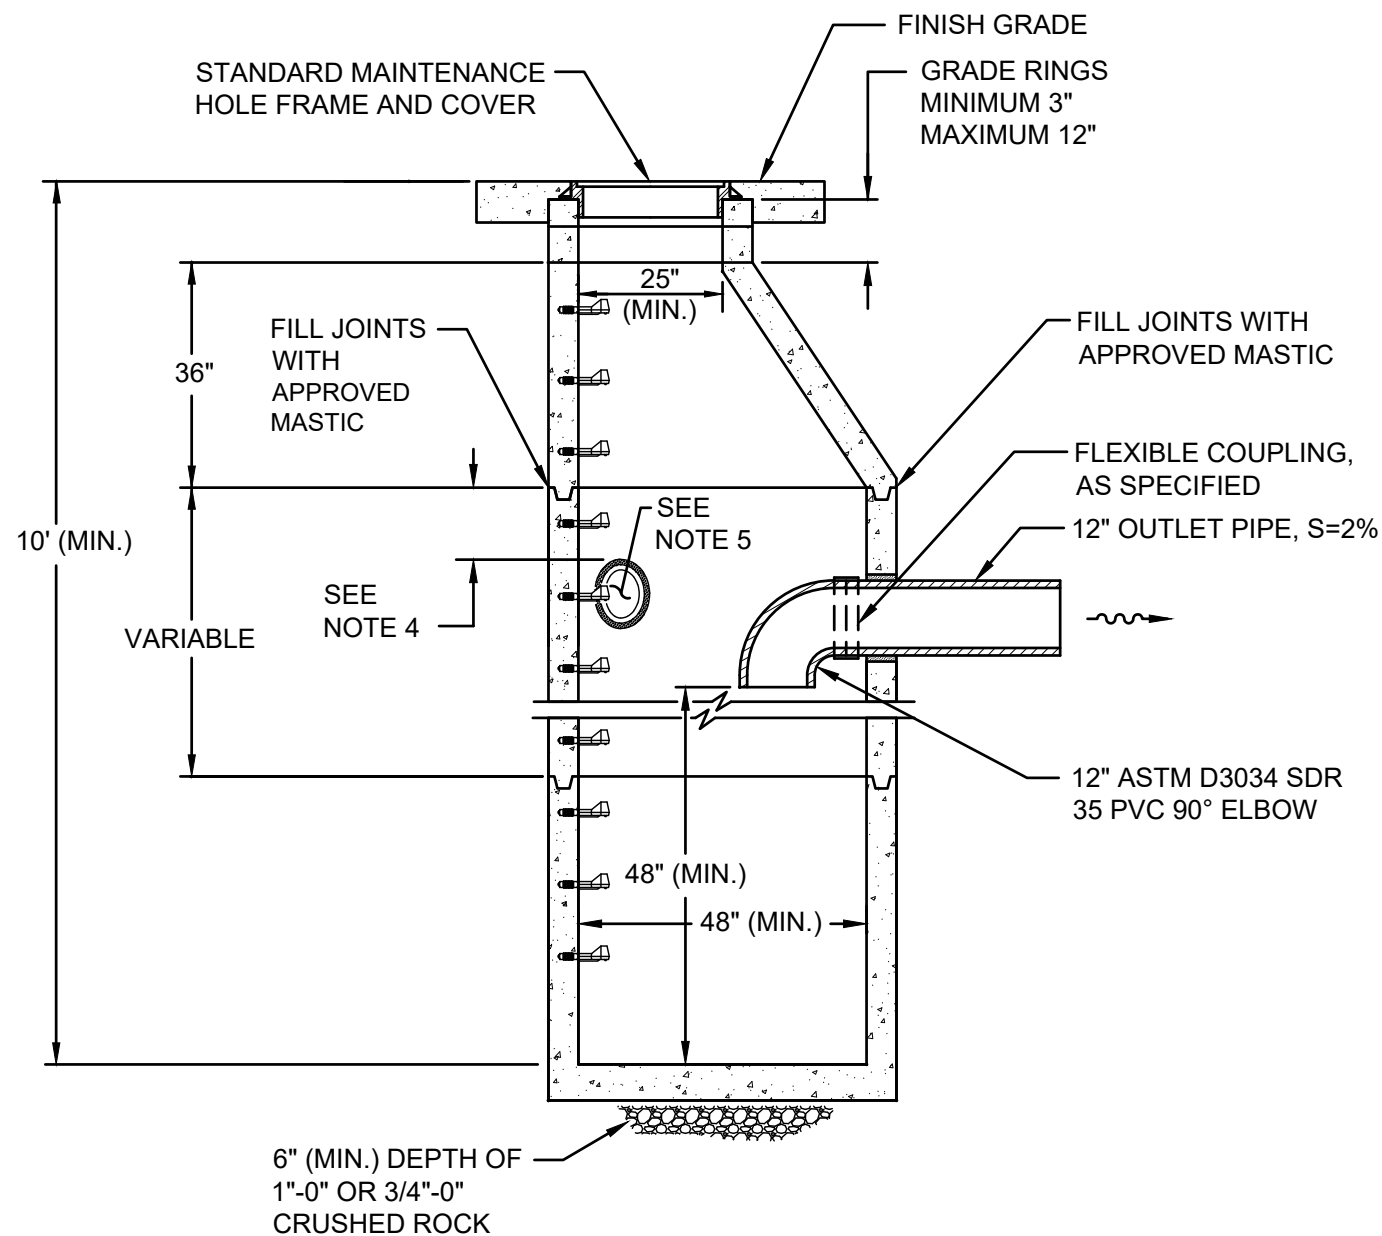 FINISH GRADE
STANDARD MAINTENANCE
HOLE FRAME AND COVER
GRADE RINGS
MINIMUM 3"
MAXIMUM 12"
25"
(MIN.)
FILL JOINTS
WITH
APPROVED
MASTIC
FILL JOINTS WITH
APPROVED MASTIC
36"
FLEXIBLE COUPLING,
AS SPECIFIED
SEE
NOTE 5
12" OUTLET PIPE, S=2%
10' (MIN.)
SEE
NOTE 4
VARIABLE
12" ASTM D3034 SDR
35 PVC 90° ELBOW
48" (MIN.)
48" (MIN.)
6" (MIN.) DEPTH OF
1"-0" OR 3/4"-0"
CRUSHED ROCK